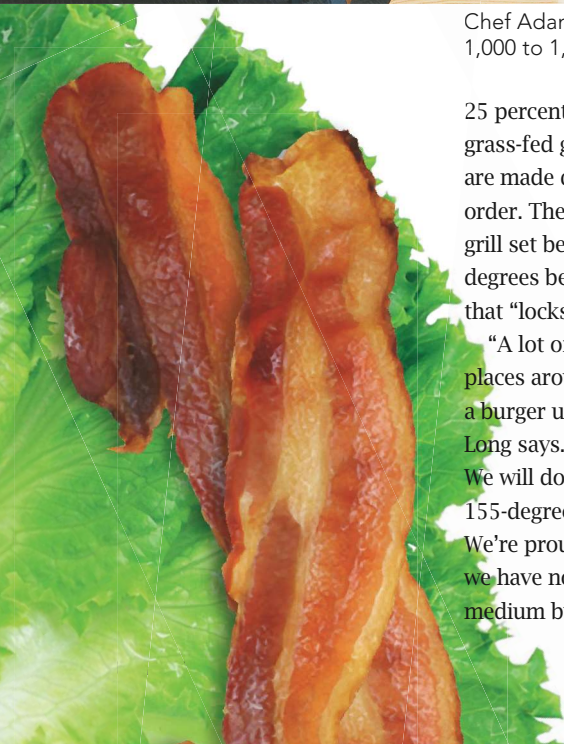 Chef Adar
1,000 to 1,
25 percent
grass-fed g
are made o
order. The
grill set be
degrees be
that “locks
“A lot o
places arou
a burger u
Long says.
We will do
155-degree
We’re prou
we have no
medium b